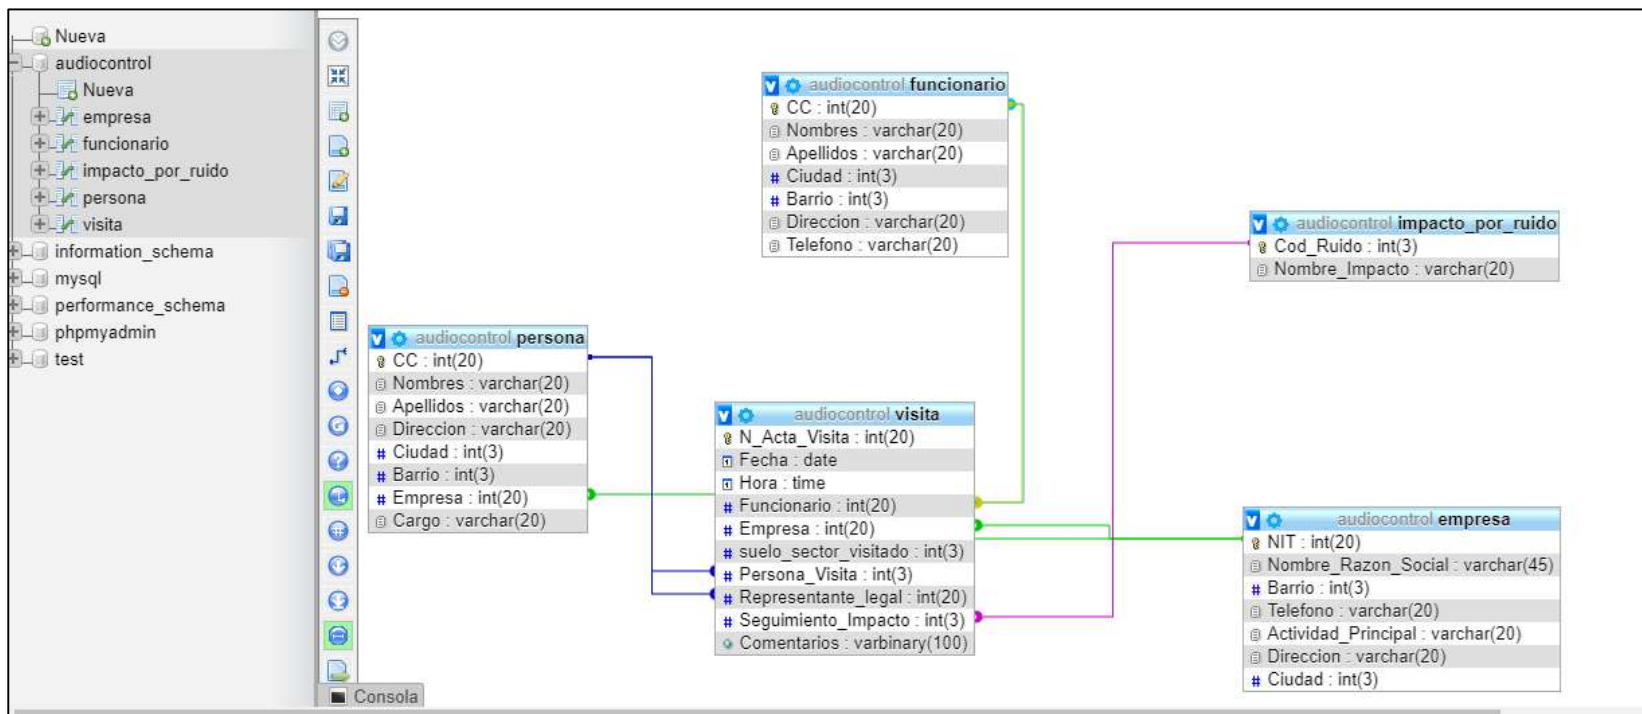 Nueva
audiocontrol
Nueva
empresa
funcionario
impacto_por_ruido
persona
visita
information_schema
mysql
performance_schema
phpmyadmin
test
audiocontrol funcionario
CC : int(20)
Nombres : varchar(20)
Apellidos : varchar(20)
Ciudad : int(3)
Barrio : int(3)
Direccion : varchar(20)
Telefono : varchar(20)
audiocontrol impacto_por_ruido
Cod_Ruido : int(3)
Nombre_Impacto : varchar(20)
audiocontrol persona
CC : int(20)
Nombres : varchar(20)
Apellidos : varchar(20)
Direccion : varchar(20)
Ciudad : int(3)
Barrio : int(3)
Empresa : int(20)
Cargo : varchar(20)
audiocontrol visita
N_Acta_Visita : int(20)
Fecha : date
Hora : time
Funcionario : int(20)
Empresa : int(20)
suelo_sector_visitado : int(3)
Persona_Visita : int(3)
Representante_legal : int(20)
Seguimiento_Impacto : int(3)
Comentarios : varbinary(100)
audiocontrol empresa
NIT : int(20)
Nombre_Razon_Social : varchar(45)
Barrio : int(3)
Telefono : varchar(20)
Actividad_Principal : varchar(20)
Direccion : varchar(20)
Ciudad : int(3)
Consola